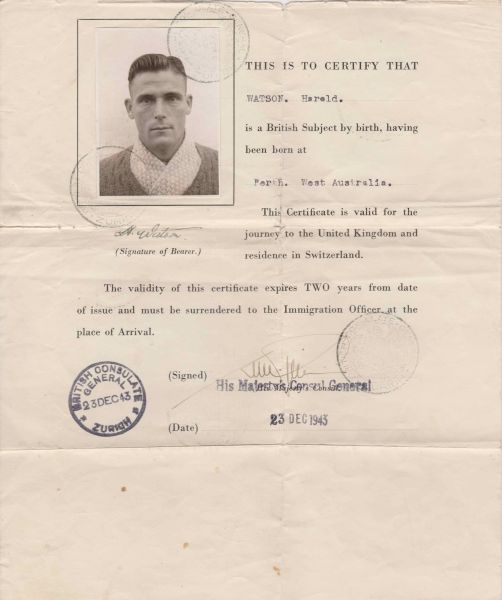 THIS IS TO CERTIFY THAT
WATSON. Harold.
is a British Subject by birth, having
been born at
Perth. West Australia.
This Certificate is valid for the
journey to the United Kingdom and
residence in Switzerland.
H. Watson
(Signature of Bearer.)
The validity of this certificate expires TWO years from date
of issue and must be surrendered to the Immigration Officer at the
place of Arrival.
(Signed)
His Majesty's Consul General
BRITISH CONSULATE
GENERAL
23 DEC 43
ZURICH
(Date)
23 DEC 1943